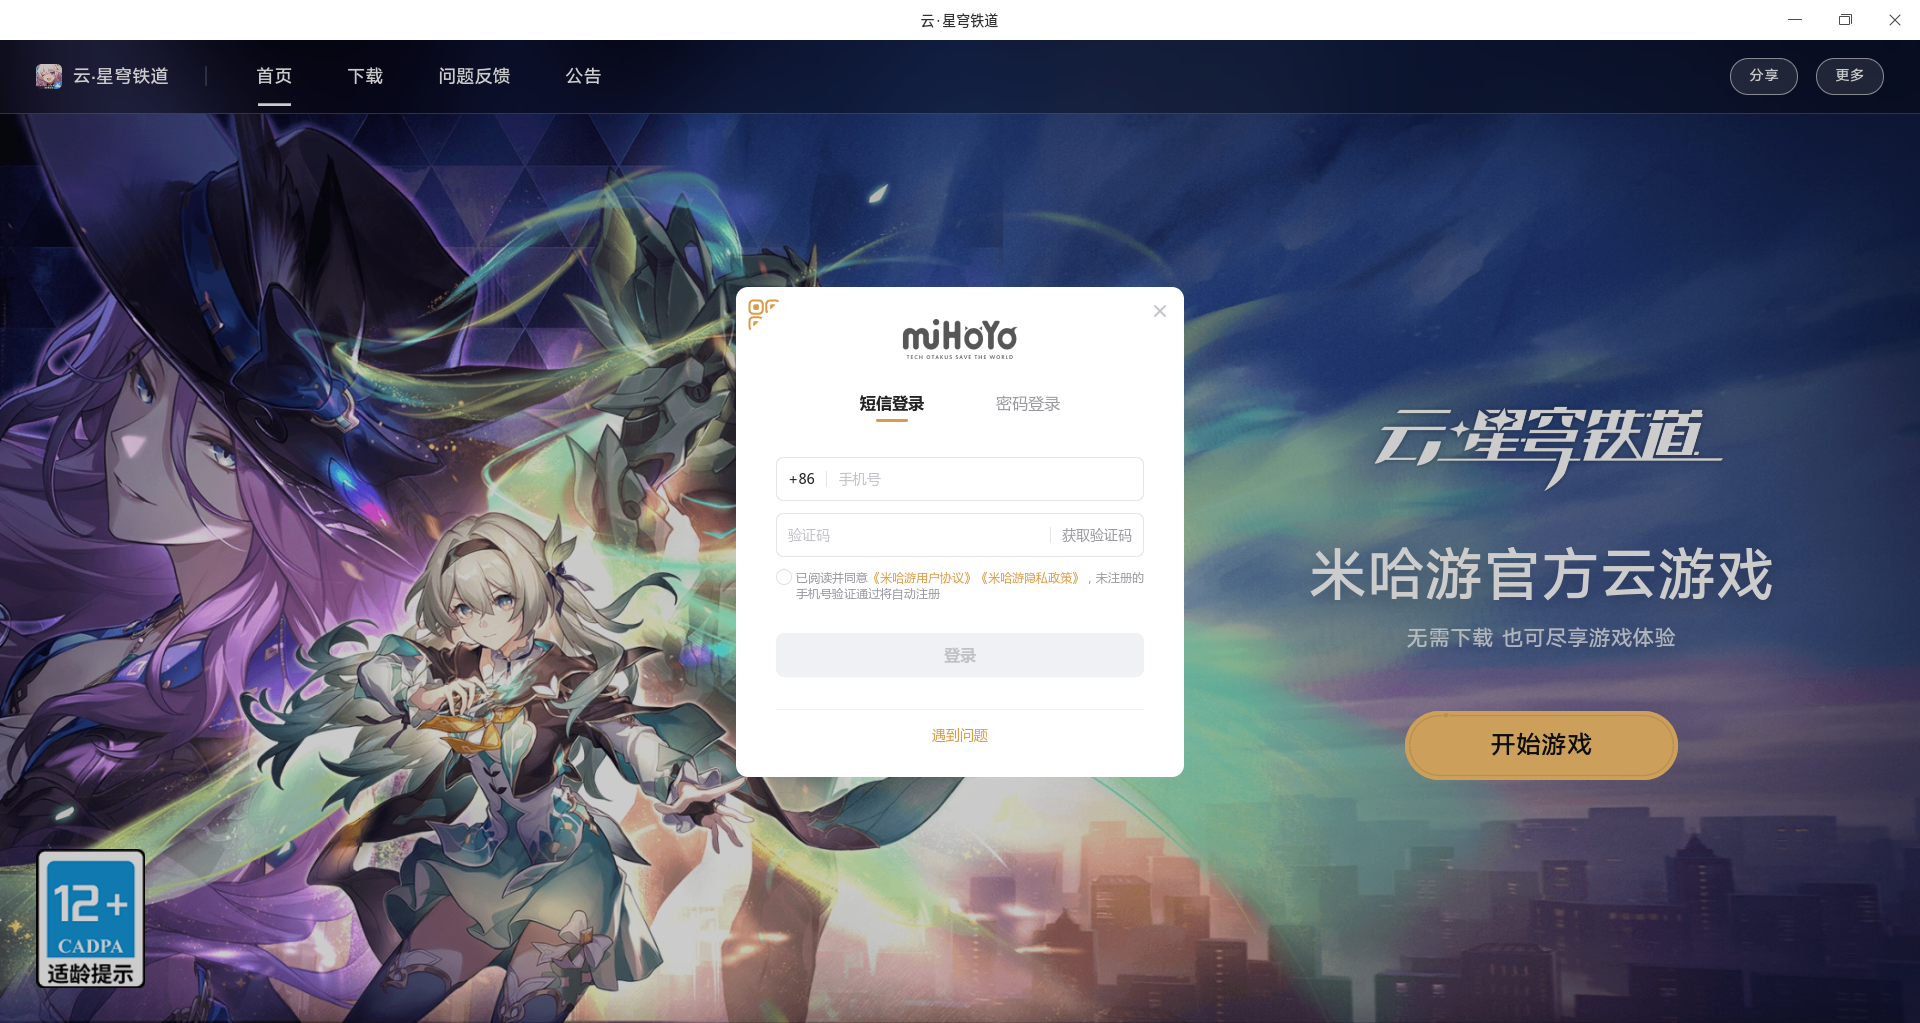 云·星穹铁道
云·星穹铁道
首页
下载
问题反馈
公告
分享
更多
miHoYo
TECH OTAKUS SAVE THE WORLD
短信登录
密码登录
+86
手机号
验证码
获取验证码
已阅读并同意《米哈游用户协议》《米哈游隐私政策》，未注册的
手机号验证通过将自动注册
登录
遇到问题
云·星穹铁道
米哈游官方云游戏
无需下载 也可尽享游戏体验
开始游戏
12+
CADPA
适龄提示